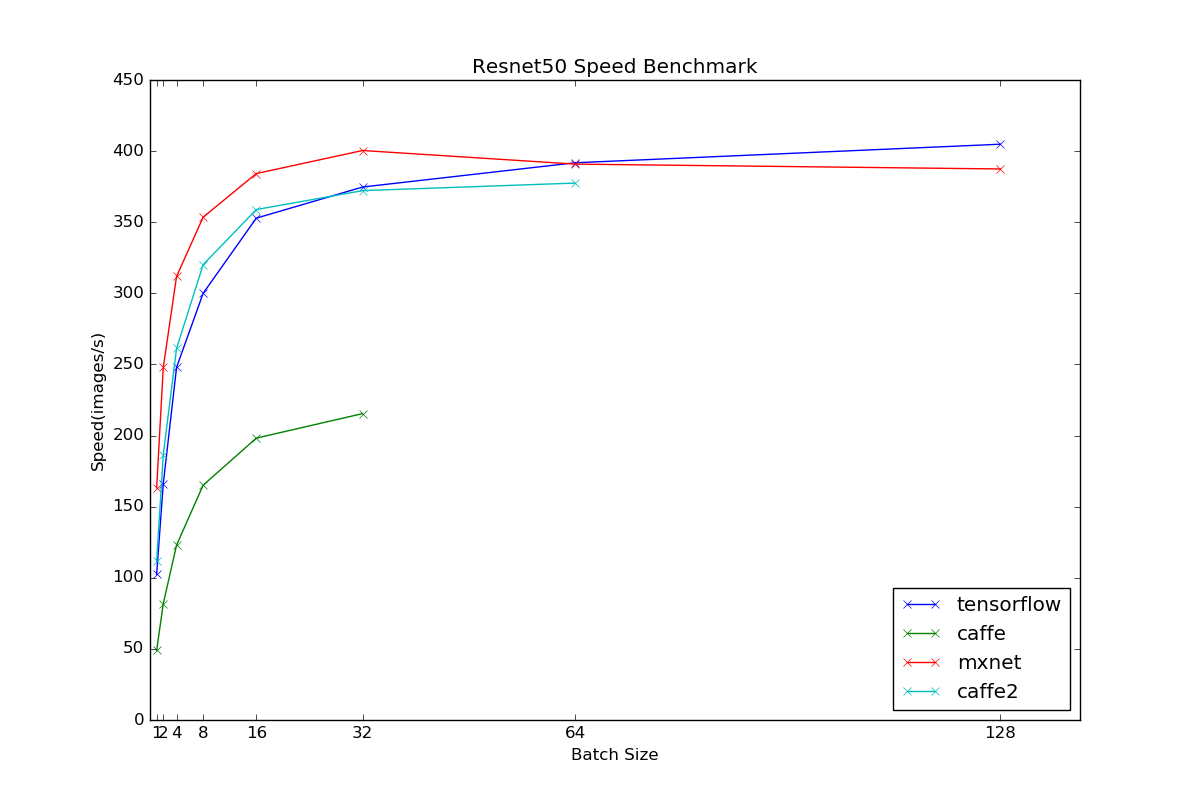 Resnet50 Speed Benchmark
450
400
350
300
250
200
150
100
50
0
Speed(images/s)
1 2 4 8 16 32 64 128
Batch Size
tensorflow
caffe
mxnet
caffe2